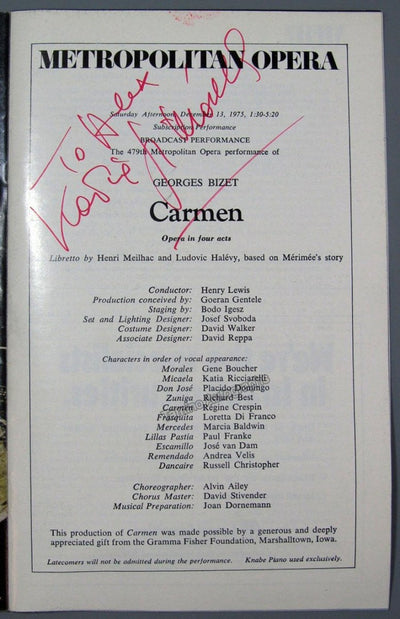 METROPOLITAN OPERA
Saturday Afternoon, December 13, 1975, 1:30-5:20
Subscription Performance
BROADCAST PERFORMANCE
The 479th Metropolitan Opera performance of
To Alex
GEORGES BIZET
Carmen
Opera in four acts
Libretto by Henri Meilhac and Ludovic Halévy, based on Mérimée's story
Conductor: Henry Lewis
Production conceived by: Goeran Gentele
Staging by: Bodo Igesz
Set and Lighting Designer: Josef Svoboda
Costume Designer: David Walker
Associate Designer: David Reppa
Characters in order of vocal appearance:
Morales Gene Boucher
Micaela Katia Ricciarelli
Don José Placido Domingo
Zuniga Richard Best
Carmen Régine Crespin
Frasquita Loretta Di Franco
Mercedes Marcia Baldwin
Lillas Pastia Paul Franke
Escamillo José van Dam
Remendado Andrea Velis
Dancaire Russell Christopher
Choreographer: Alvin Ailey
Chorus Master: David Stivender
Musical Preparation: Joan Dornemann
This production of Carmen was made possible by a generous and deeply
appreciated gift from the Gramma Fisher Foundation, Marshalltown, Iowa.
Latecomers will not be admitted during the performance. Knabe Piano used exclusively.